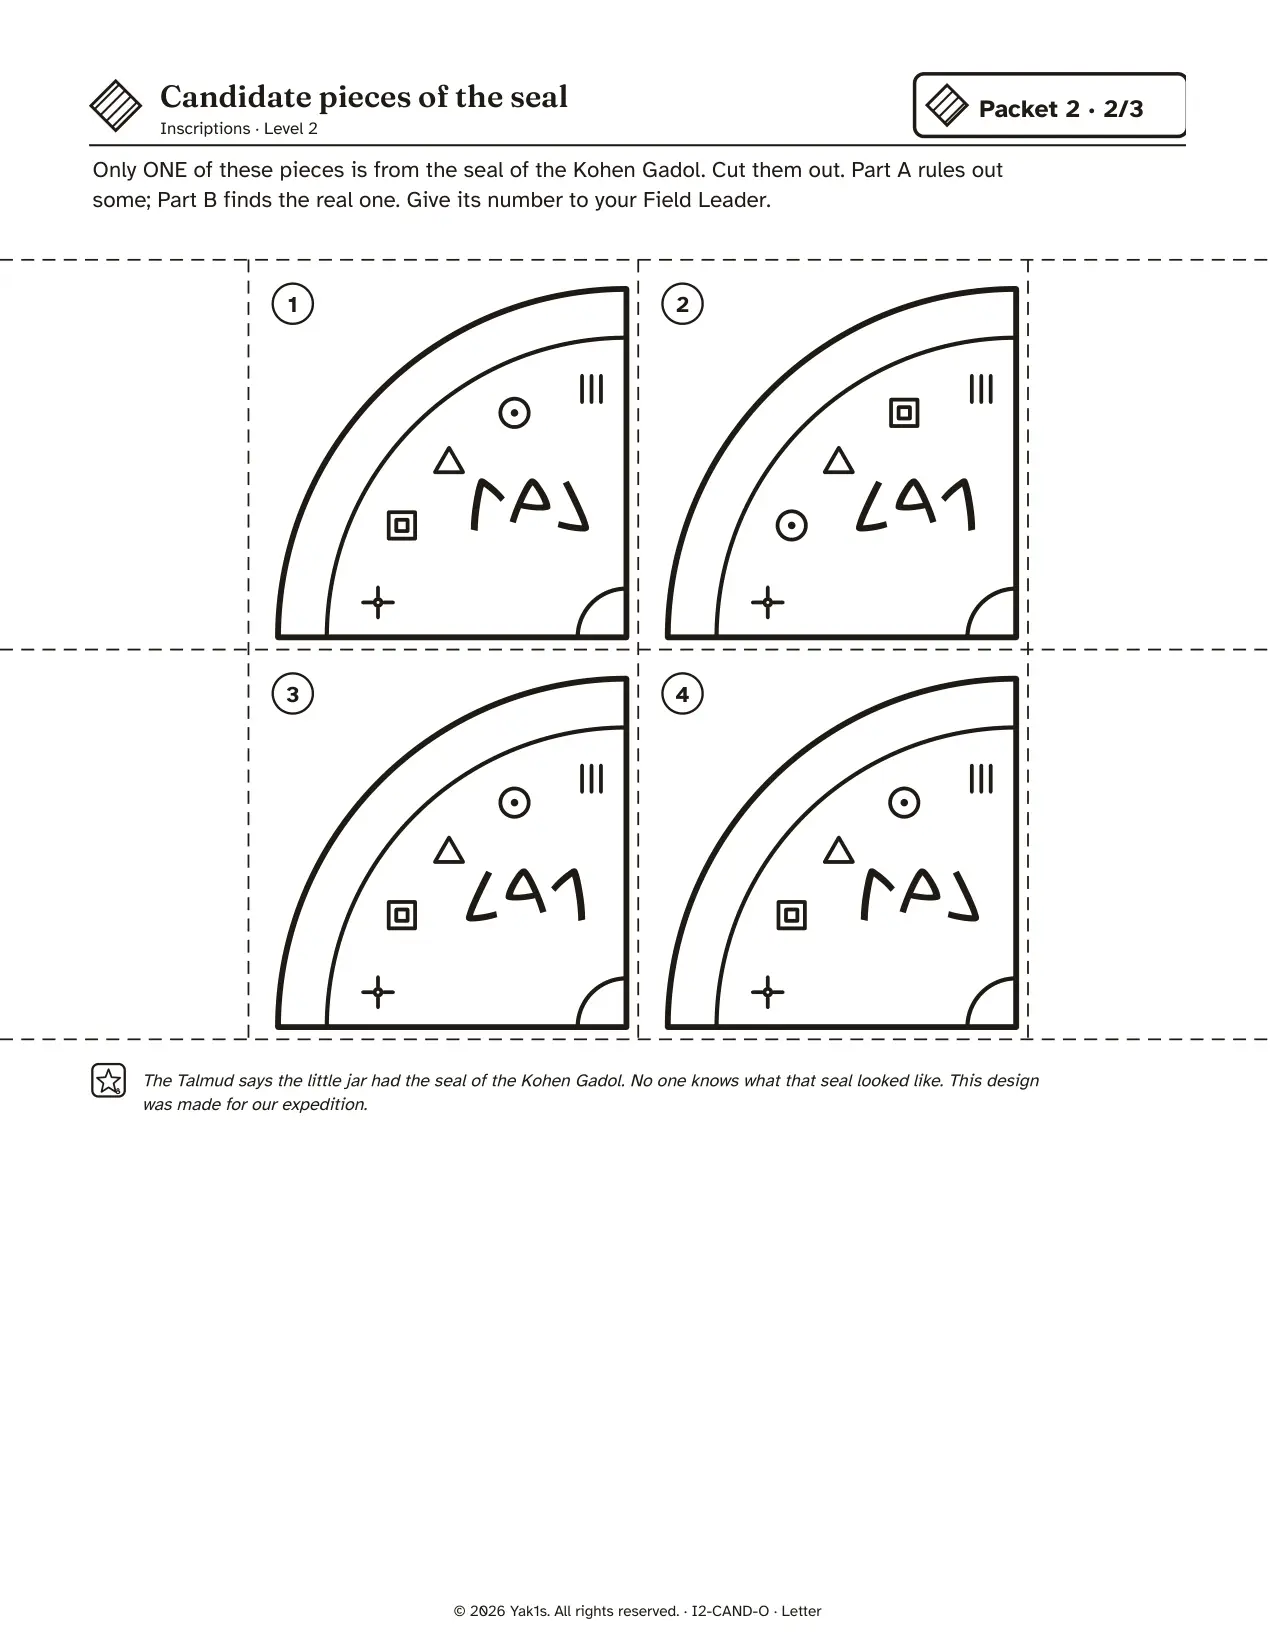 Candidate pieces of the seal
Inscriptions · Level 2
Packet 2 · 2/3
Only ONE of these pieces is from the seal of the Kohen Gadol. Cut them out. Part A rules out
some; Part B finds the real one. Give its number to your Field Leader.
1
2
3
4
The Talmud says the little jar had the seal of the Kohen Gadol. No one knows what that seal looked like. This design
was made for our expedition.
© 2026 Yak1s. All rights reserved. · I2-CAND-O · Letter